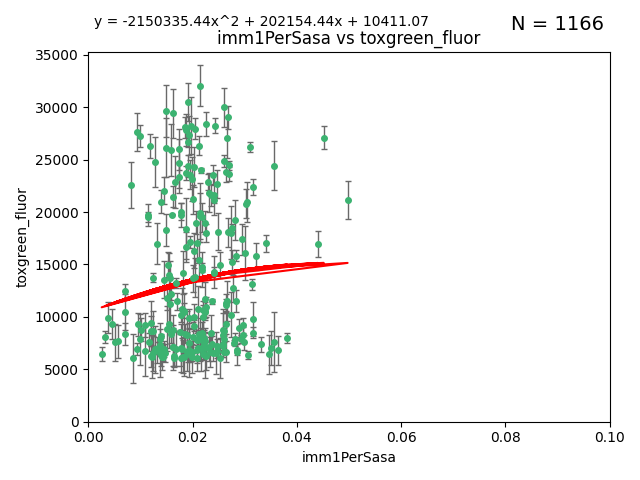 y = -2150335.44x^2 + 202154.44x + 10411.07
N = 1166
imm1PerSasa vs toxgreen_fluor
35000
30000
25000
20000
15000
10000
5000
0
toxgreen_fluor
0.00 0.02 0.04 0.06 0.08 0.10
imm1PerSasa